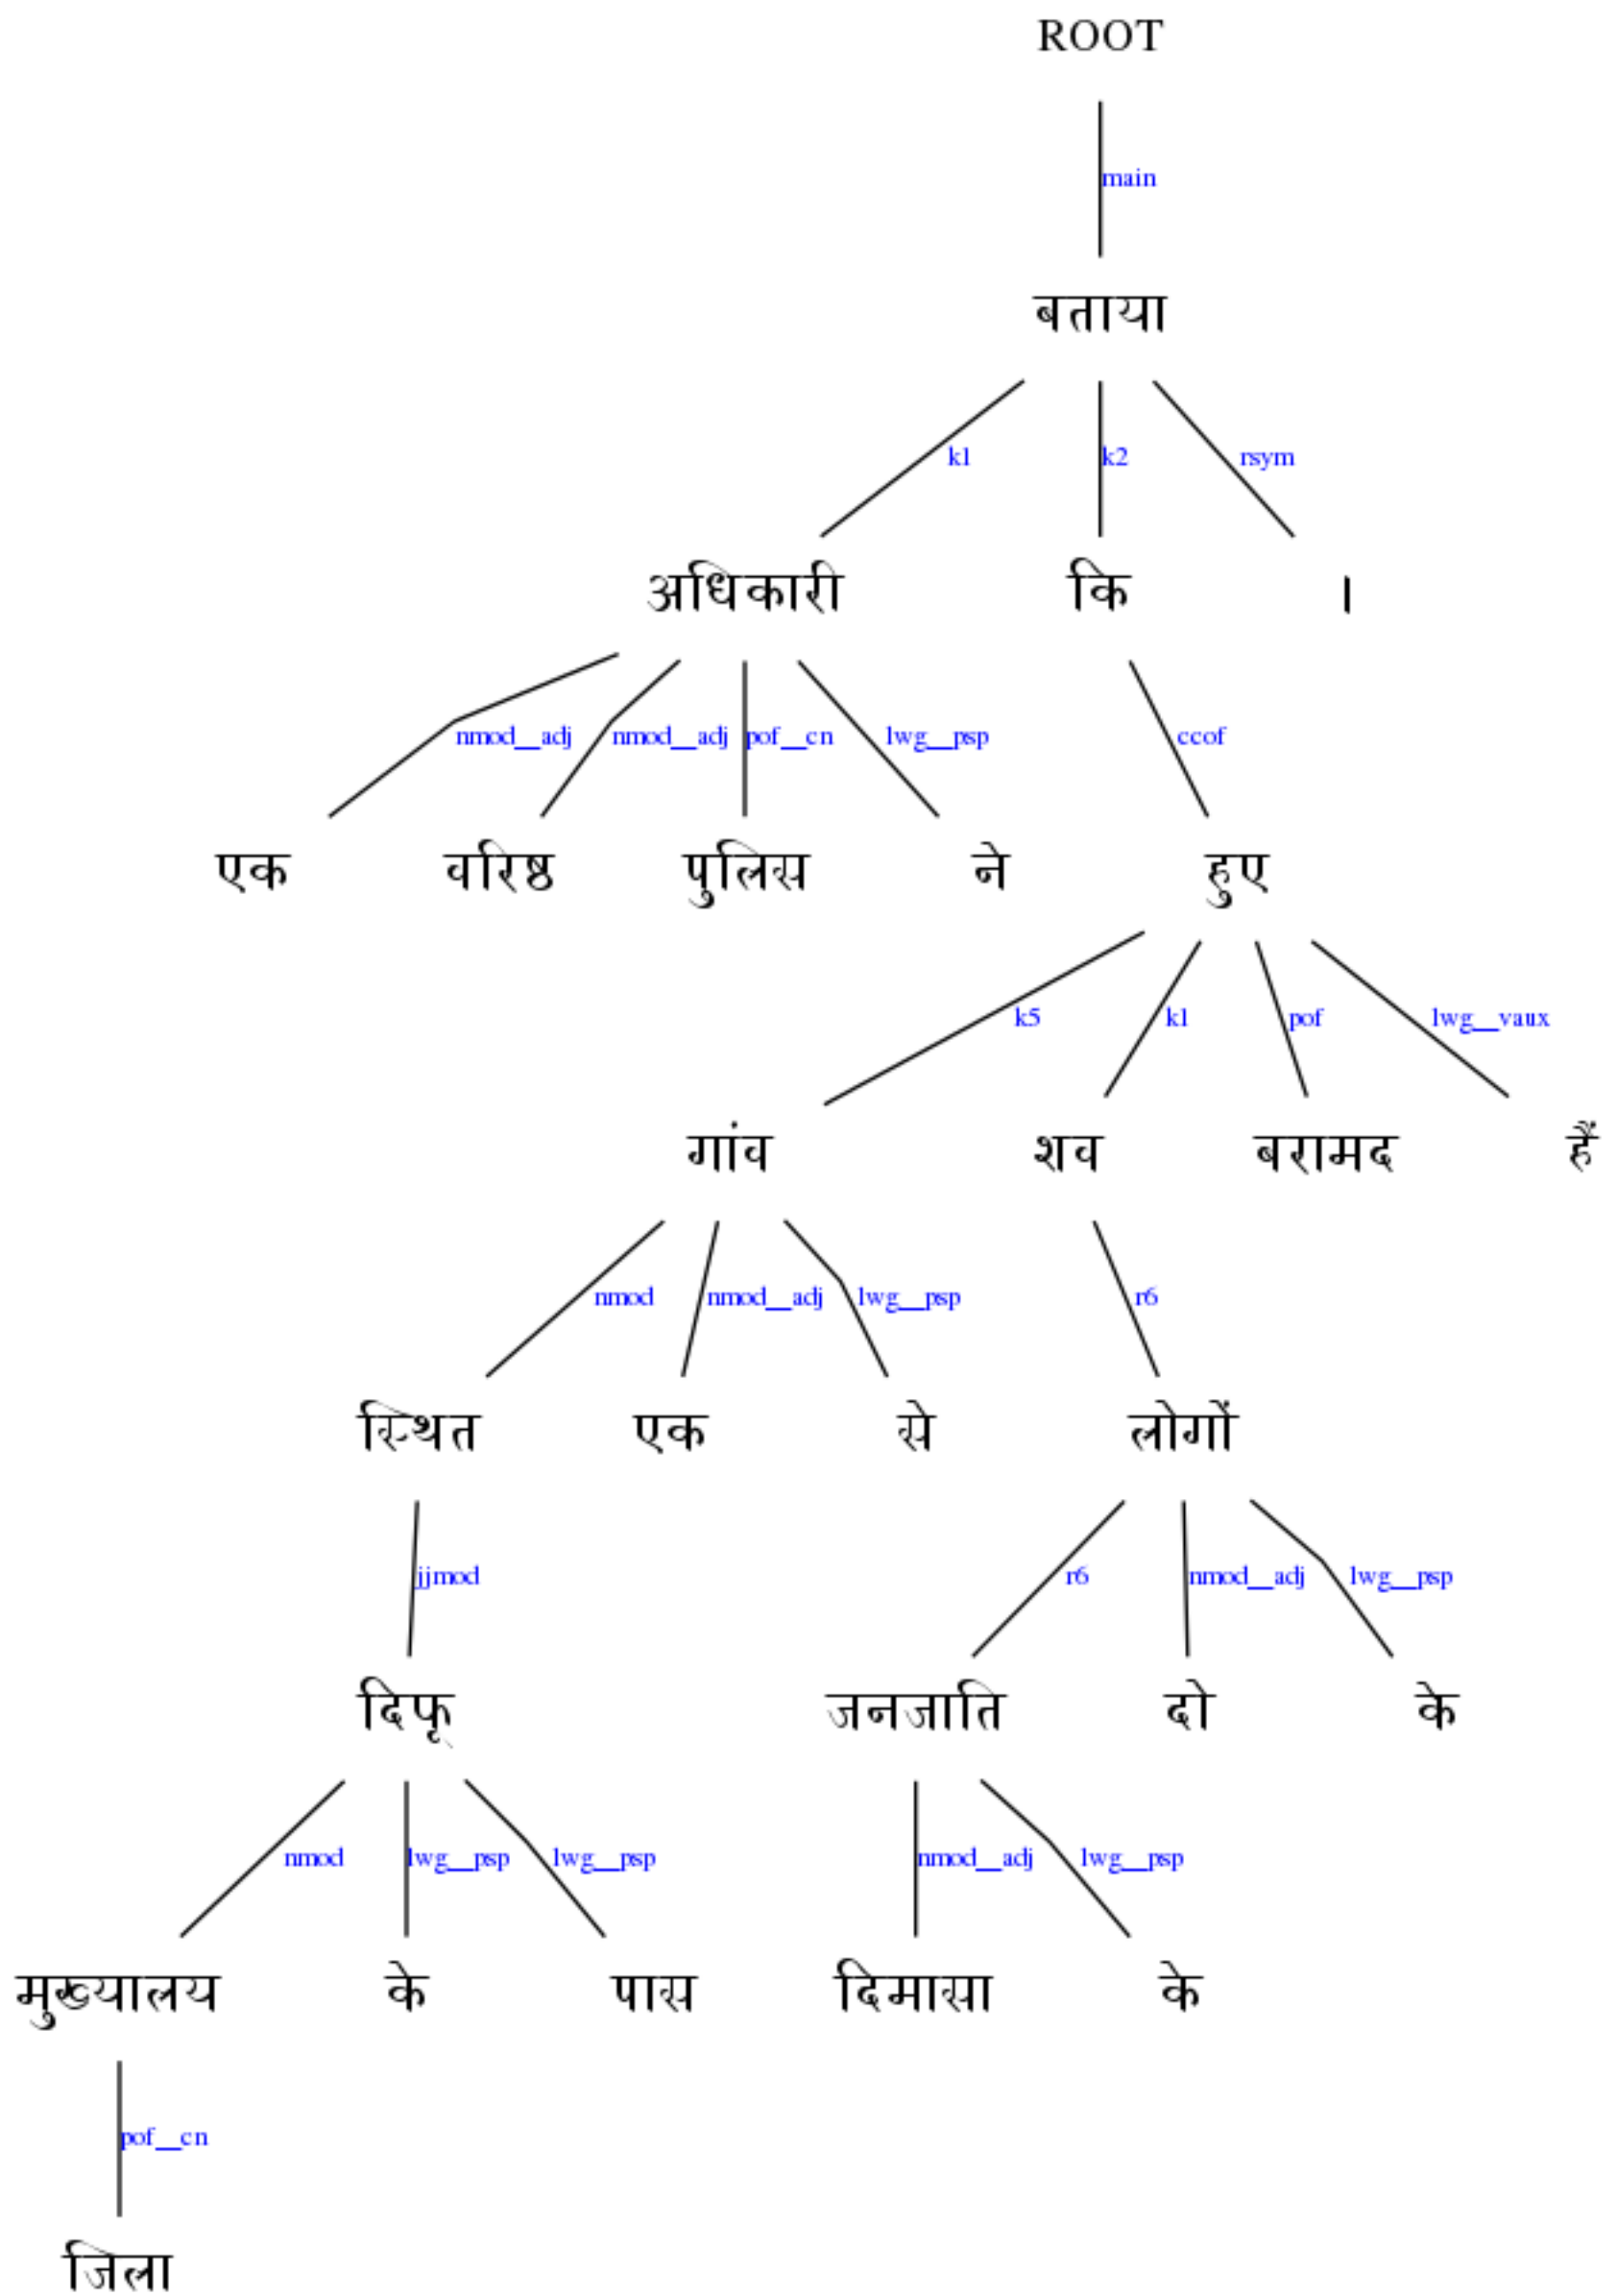 ROOT
main
बताया
k1 k2 rsym
अधिकारी कि ।
nmod__adj nmod__adj pof__cn lwg__psp ccof
एक वरिष्ठ पुलिस ने हुए
k5 k1 pof lwg__vaux
गांव शव बरामद हैं
nmod nmod__adj lwg__psp r6
स्थित एक से लोगों
jjmod r6 nmod__adj lwg__psp
दिफू जनजाति दो के
nmod lwg__psp lwg__psp nmod__adj lwg__psp
मुख्यालय के पास दिमासा के
pof__cn
जिला